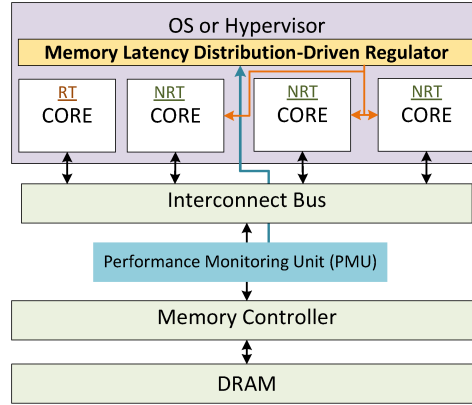 OS or Hypervisor
Memory Latency Distribution-Driven Regulator
RT
CORE
NRT
CORE
NRT
CORE
NRT
CORE
Interconnect Bus
Performance Monitoring Unit (PMU)
Memory Controller
DRAM